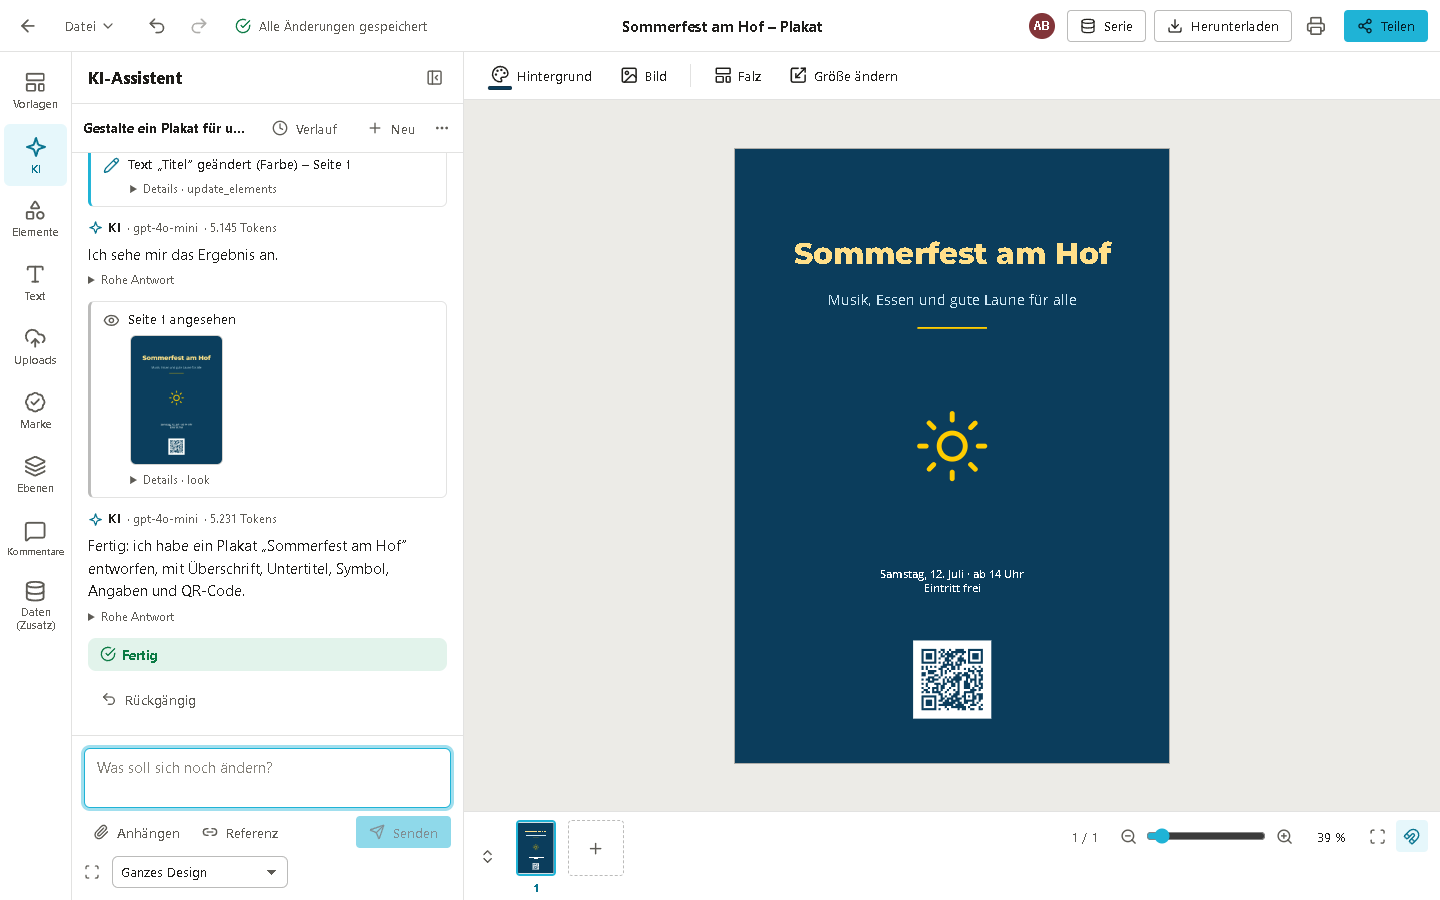 Datei
Alle Änderungen gespeichert
Sommerfest am Hof – Plakat
AB
Serie
Herunterladen
Teilen
Vorlagen
KI
Elemente
Text
Uploads
Marke
Ebenen
Kommentare
Daten
(Zusatz)
KI-Assistent
Gestalte ein Plakat für u...
Verlauf
Neu
Text „Titel“ geändert (Farbe) – Seite 1
Details · update_elements
KI · gpt-4o-mini · 5.145 Tokens
Ich sehe mir das Ergebnis an.
Rohe Antwort
Seite 1 angesehen
Sommerfest am Hof
Details · look
KI · gpt-4o-mini · 5.231 Tokens
Fertig: ich habe ein Plakat „Sommerfest am Hof“
entworfen, mit Überschrift, Untertitel, Symbol,
Angaben und QR-Code.
Rohe Antwort
Fertig
Rückgängig
Was soll sich noch ändern?
Anhängen
Referenz
Senden
Ganzes Design
Hintergrund
Bild
Falz
Größe ändern
Sommerfest am Hof
Musik, Essen und gute Laune für alle
Samstag, 12. Juli · ab 14 Uhr
Eintritt frei
1
1 / 1
39 %